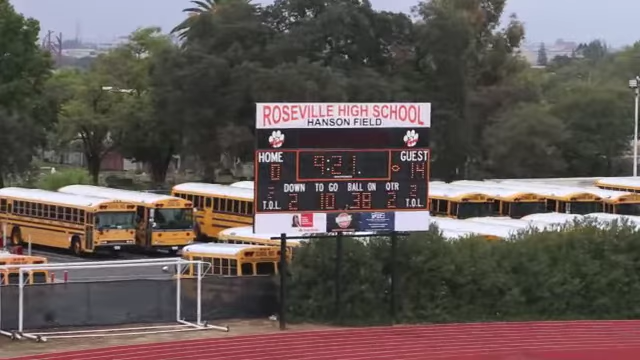 ROSEVILLE HIGH SCHOOL
HANSON FIELD
HOME 9:21 GUEST
0 14
DOWN TO GO BALL ON QTR
2 10 38 2
T.O.L. T.O.L.